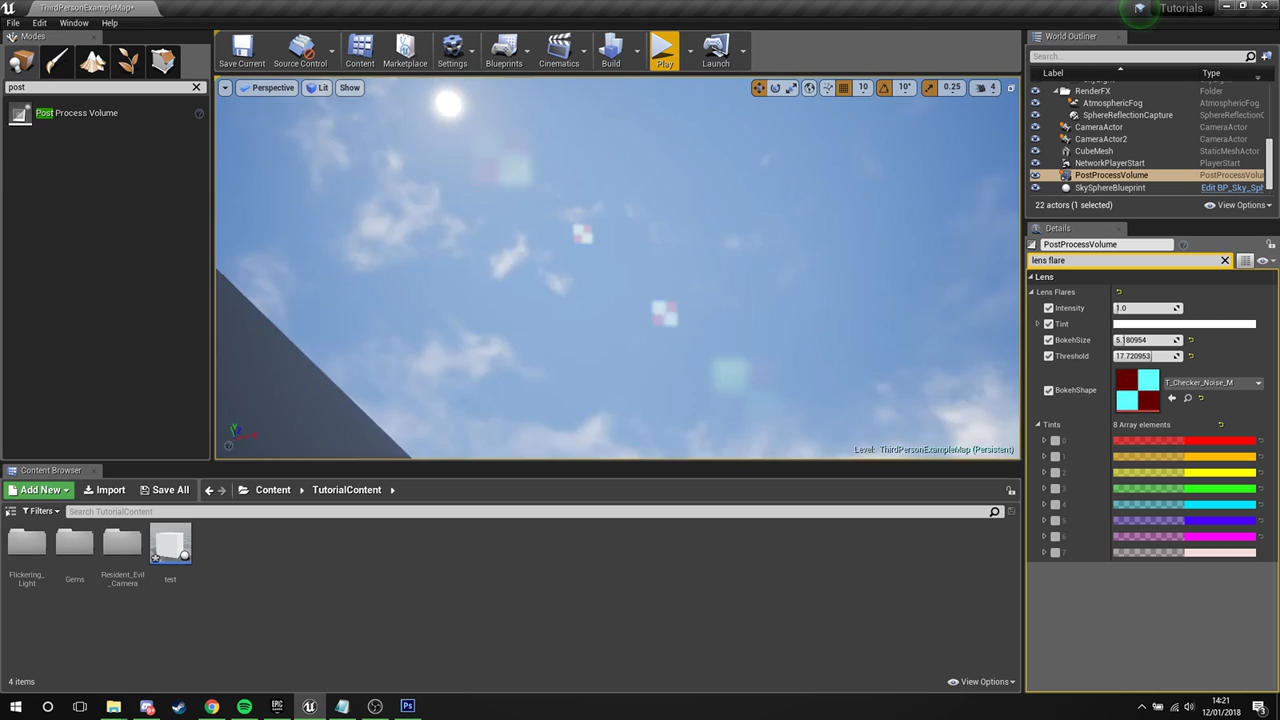 ThirdPersonExampleMap*
Tutorials
File Edit Window Help
Modes
World Outliner
Save Current Source Control Content Marketplace Settings Blueprints Cinematics Build Play Launch
Search...
Label Type
post
Perspective Lit Show 10 10° 0.25 4
RenderFX Folder
AtmosphericFog AtmosphericFog
SphereReflectionCapture SphereReflectionC
CameraActor CameraActor
CameraActor2 CameraActor
CubeMesh StaticMeshActor
NetworkPlayerStart PlayerStart
PostProcessVolume PostProcessVolu
SkySphereBlueprint Edit BP_Sky_Sph
22 actors (1 selected) View Options
Post Process Volume
Details
PostProcessVolume
lens flare
Lens
Lens Flares
Intensity 1.0
Tint
BokehSize 5.180954
Threshold 17.720953
BokehShape T_Checker_Noise_M
Tints 8 Array elements
0
1
2
3
4
5
6
7
Level: ThirdPersonExampleMap (Persistent)
Content Browser
Add New Import Save All Content TutorialContent
Filters Search TutorialContent
Flickering_
Light
Gems
Resident_Evil
_Camera
test
4 items View Options
EPIC
GAMES
Ps
14:21
12/01/2018
3